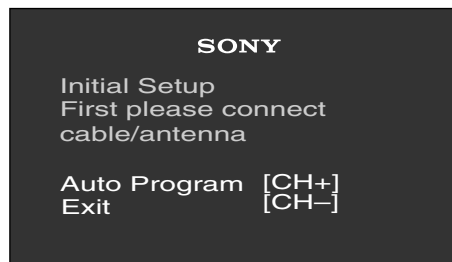 SONY
Initial Setup
First please connect
cable/antenna
Auto Program [CH+]
Exit [CH–]